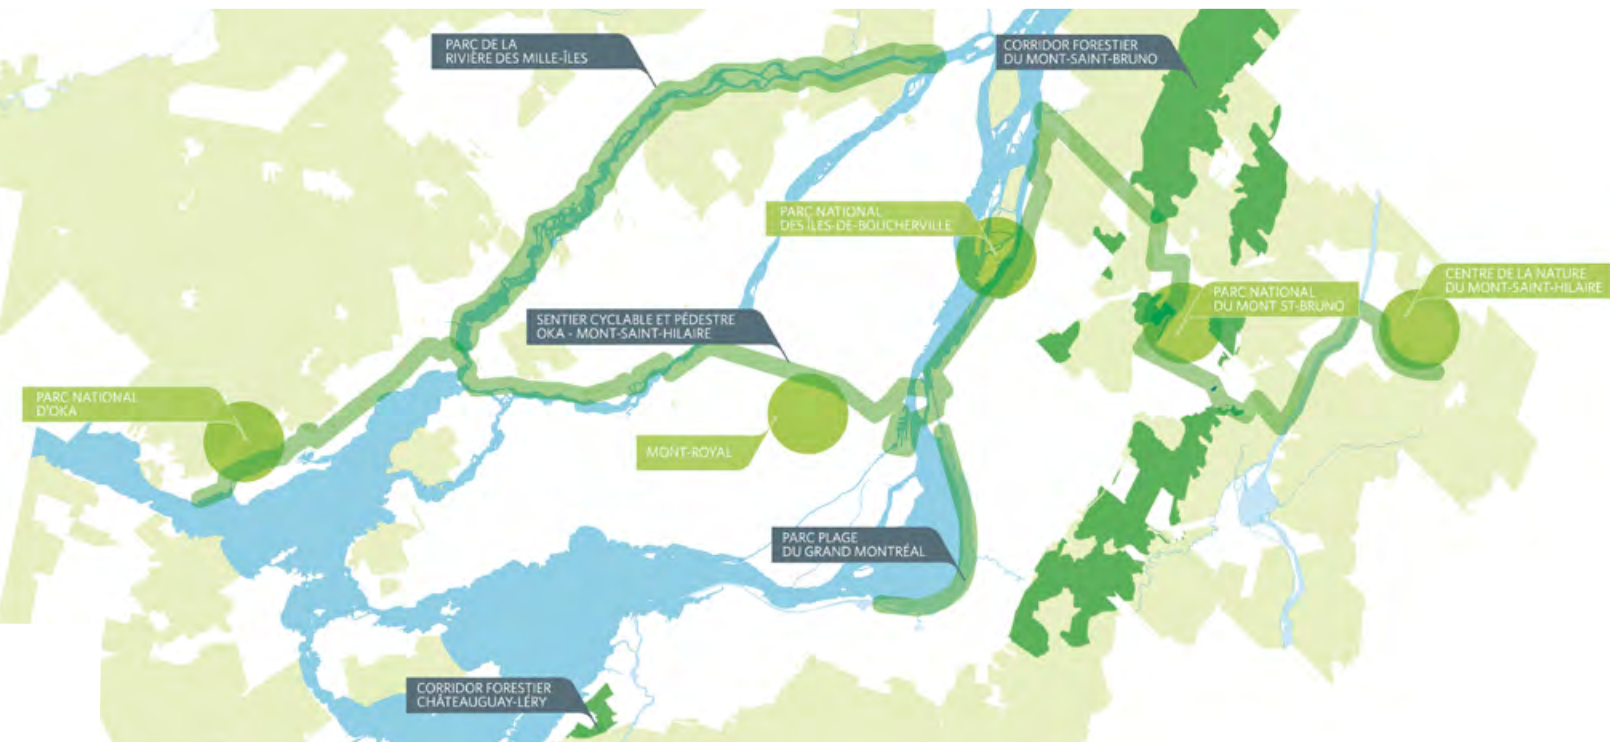 PARC DE LA
RIVIÈRE DES MILLE-ÎLES
CORRIDOR FORESTIER
DU MONT-SAINT-BRUNO
PARC NATIONAL
DES ÎLES-DE-BOUCHERVILLE
CENTRE DE LA NATURE
DU MONT-SAINT-HILAIRE
PARC NATIONAL
DU MONT ST-BRUNO
SENTIER CYCLABLE ET PÉDESTRE
OKA - MONT-SAINT-HILAIRE
PARC NATIONAL
D'OKA
MONT-ROYAL
PARC PLAGE
DU GRAND MONTRÉAL
CORRIDOR FORESTIER
CHÂTEAUGUAY-LÉRY